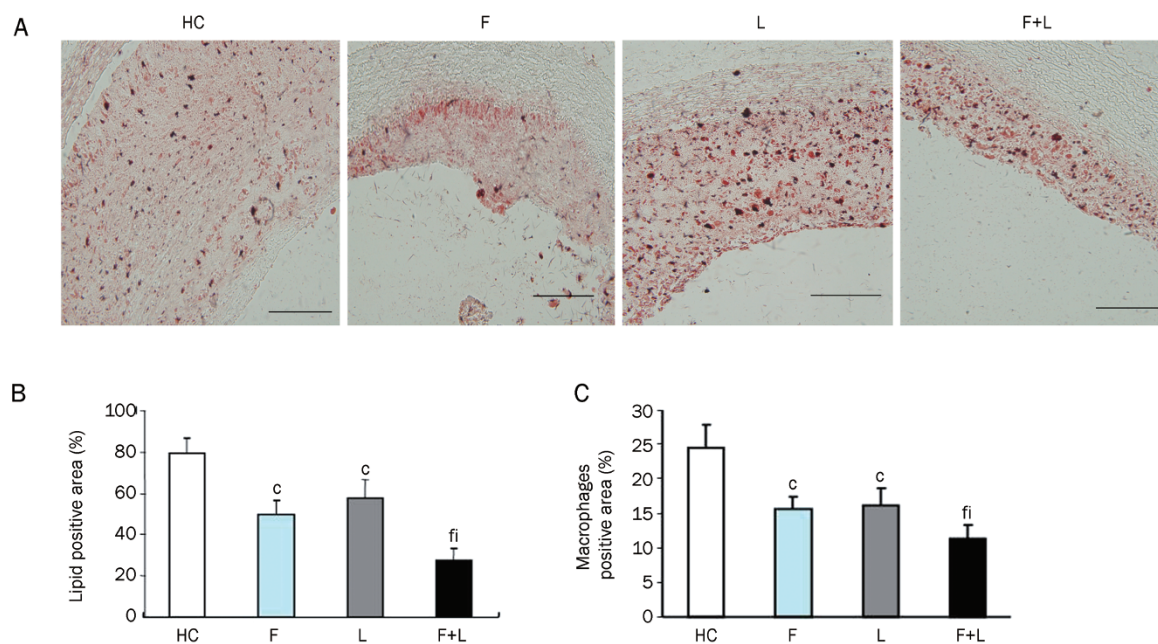 A
HC F L F+L
B
Lipid positive area (%)
100
80
60
40
20
0
c
c
fi
HC F L F+L
C
Macrophages
positive area (%)
30
25
20
15
10
5
0
c
c
fi
HC F L F+L